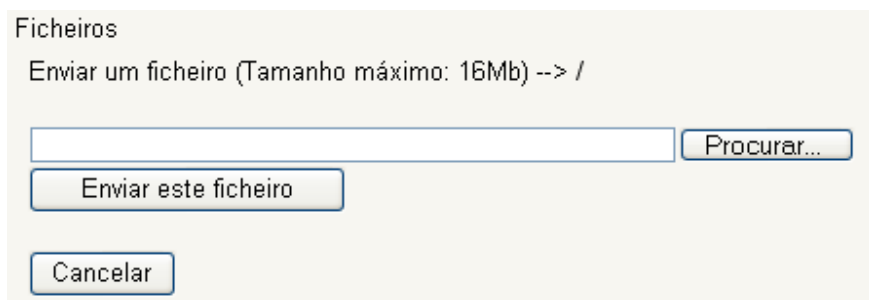 Ficheiros
Enviar um ficheiro (Tamanho máximo: 16Mb) --> /
Procurar...
Enviar este ficheiro
Cancelar